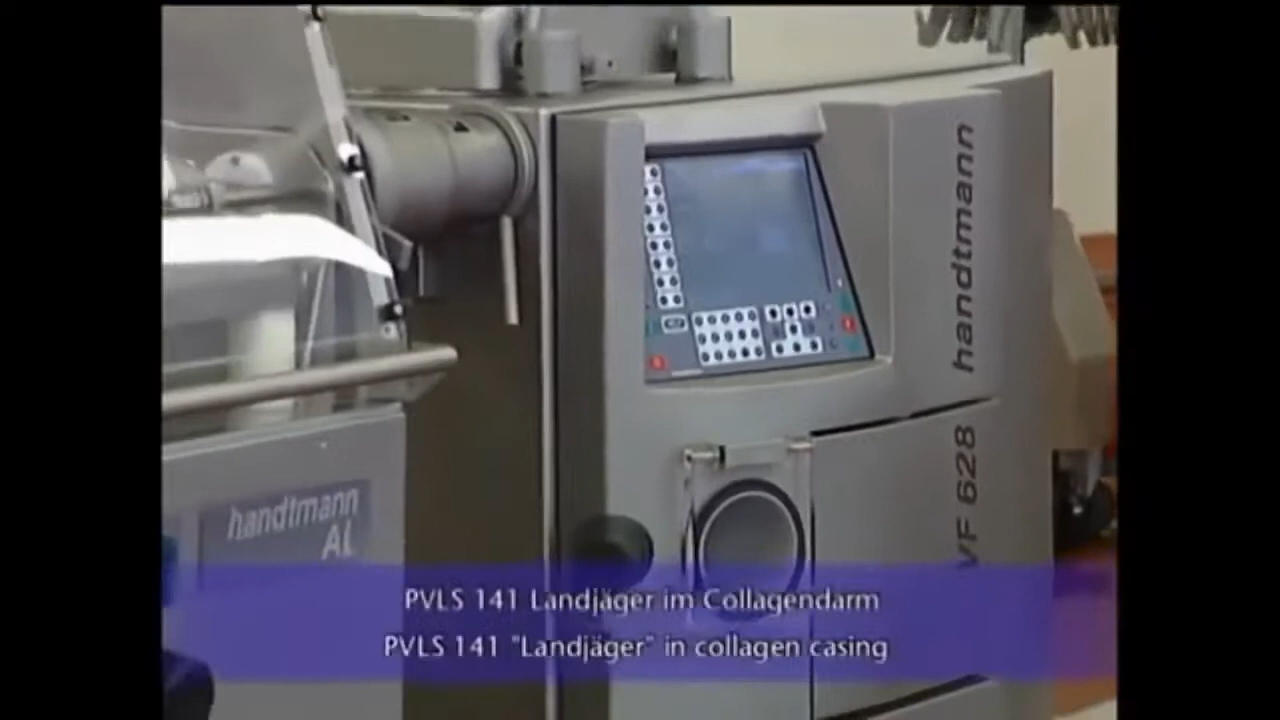 handtmann
VF 628
handtmann
AL
PVLS 141 Landjäger im Collagendarm
PVLS 141 "Landjäger" in collagen casing